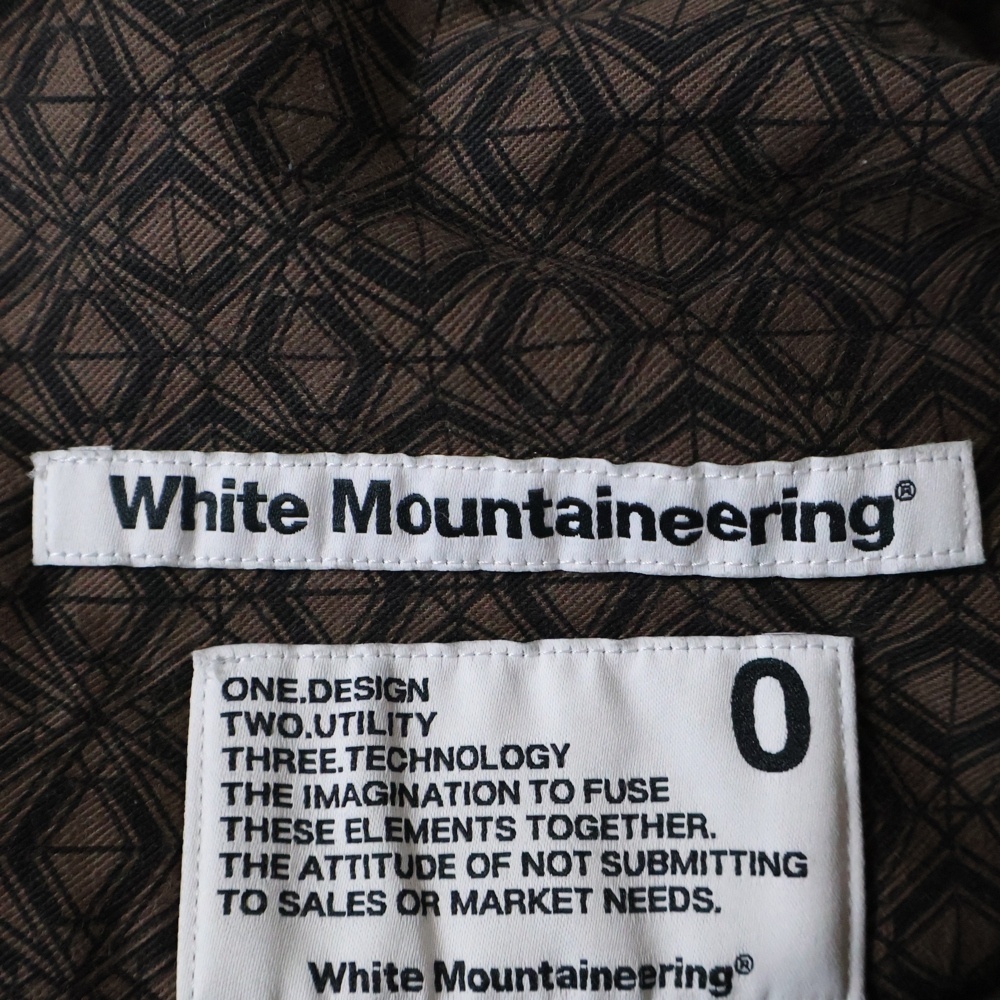 White Mountaineering®
0
ONE.DESIGN
TWO.UTILITY
THREE.TECHNOLOGY
THE IMAGINATION TO FUSE
THESE ELEMENTS TOGETHER.
THE ATTITUDE OF NOT SUBMITTING
TO SALES OR MARKET NEEDS.
White Mountaineering®